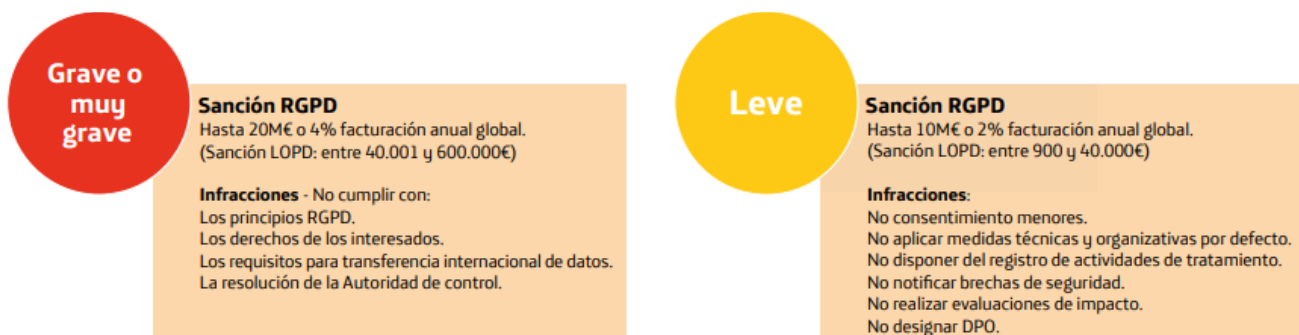 Grave o
muy
grave
Sanción RGPD
Hasta 20M€ o 4% facturación anual global.
(Sanción LOPD: entre 40.001 y 600.000€)
Infracciones - No cumplir con:
Los principios RGPD.
Los derechos de los interesados.
Los requisitos para transferencia internacional de datos.
La resolución de la Autoridad de control.
Leve
Sanción RGPD
Hasta 10M€ o 2% facturación anual global.
(Sanción LOPD: entre 900 y 40.000€)
Infracciones:
No consentimiento menores.
No aplicar medidas técnicas y organizativas por defecto.
No disponer del registro de actividades de tratamiento.
No notificar brechas de seguridad.
No realizar evaluaciones de impacto.
No designar DPO.